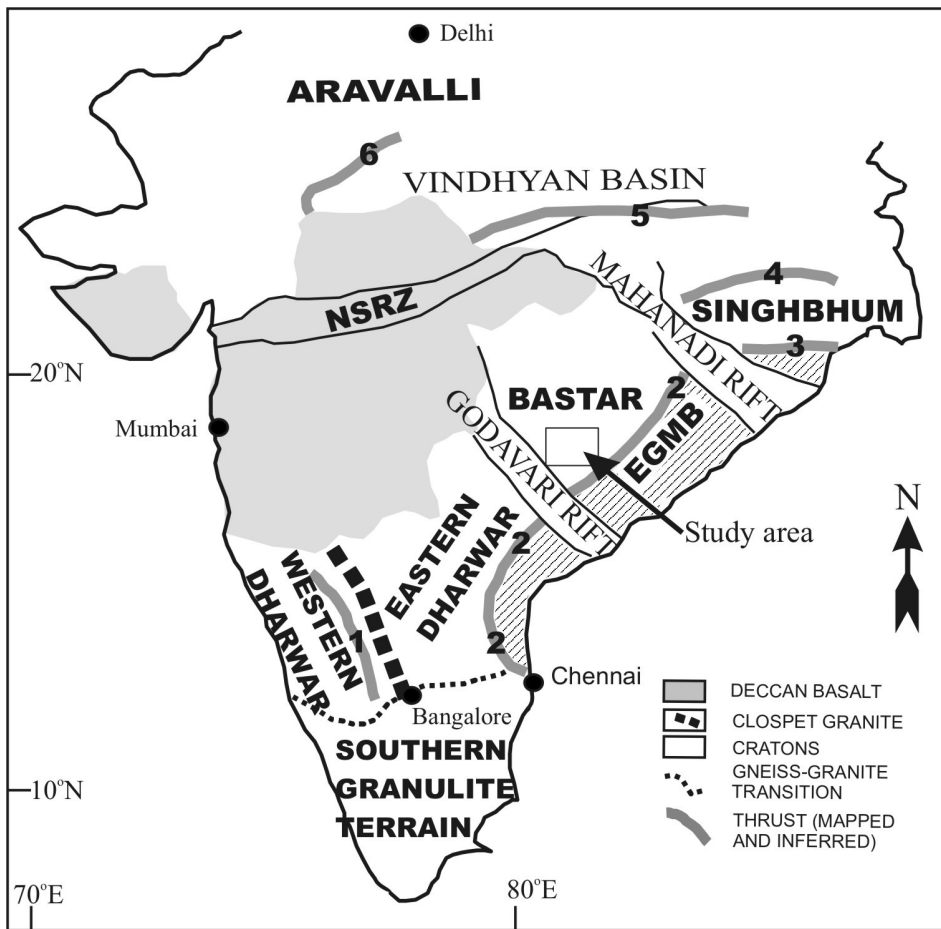 Delhi
ARAVALLI
6
VINDHYAN BASIN
5
4
MAHANADI RIFT
SINGHBHUM
NSRZ
3
20°N
2
BASTAR
Mumbai
GODAVARI RIFT
EGMB
N
Study area
EASTERN
DHARWAR
2
WESTERN
DHARWAR
1
2
Chennai
Bangalore
DECCAN BASALT
CLOSPET GRANITE
CRATONS
GNEISS-GRANITE
TRANSITION
THRUST (MAPPED
AND INFERRED)
SOUTHERN
GRANULITE
TERRAIN
10°N
70°E
80°E